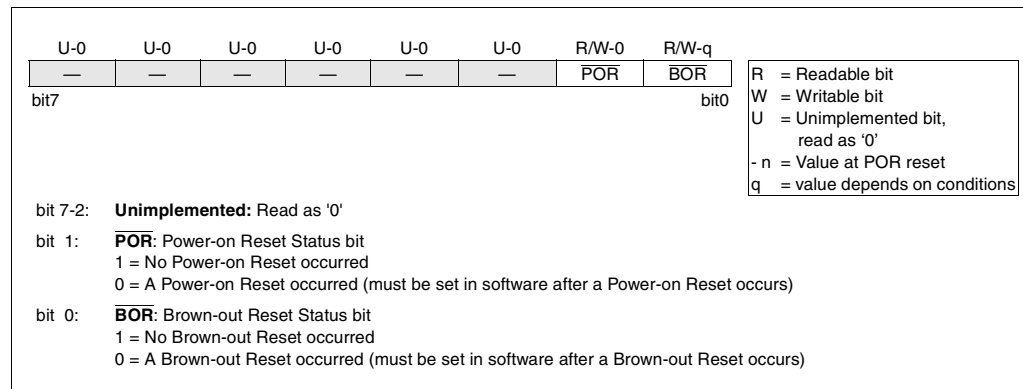 U-0 U-0 U-0 U-0 U-0 U-0 R/W-0 R/W-q
— — — — — — P̅O̅R̅ B̅O̅R̅
bit7 bit0
R = Readable bit
W = Writable bit
U = Unimplemented bit,
read as ‘0’
- n = Value at POR reset
q = value depends on conditions
bit 7-2: Unimplemented: Read as '0'
bit 1: P̅O̅R̅: Power-on Reset Status bit
1 = No Power-on Reset occurred
0 = A Power-on Reset occurred (must be set in software after a Power-on Reset occurs)
bit 0: B̅O̅R̅: Brown-out Reset Status bit
1 = No Brown-out Reset occurred
0 = A Brown-out Reset occurred (must be set in software after a Brown-out Reset occurs)